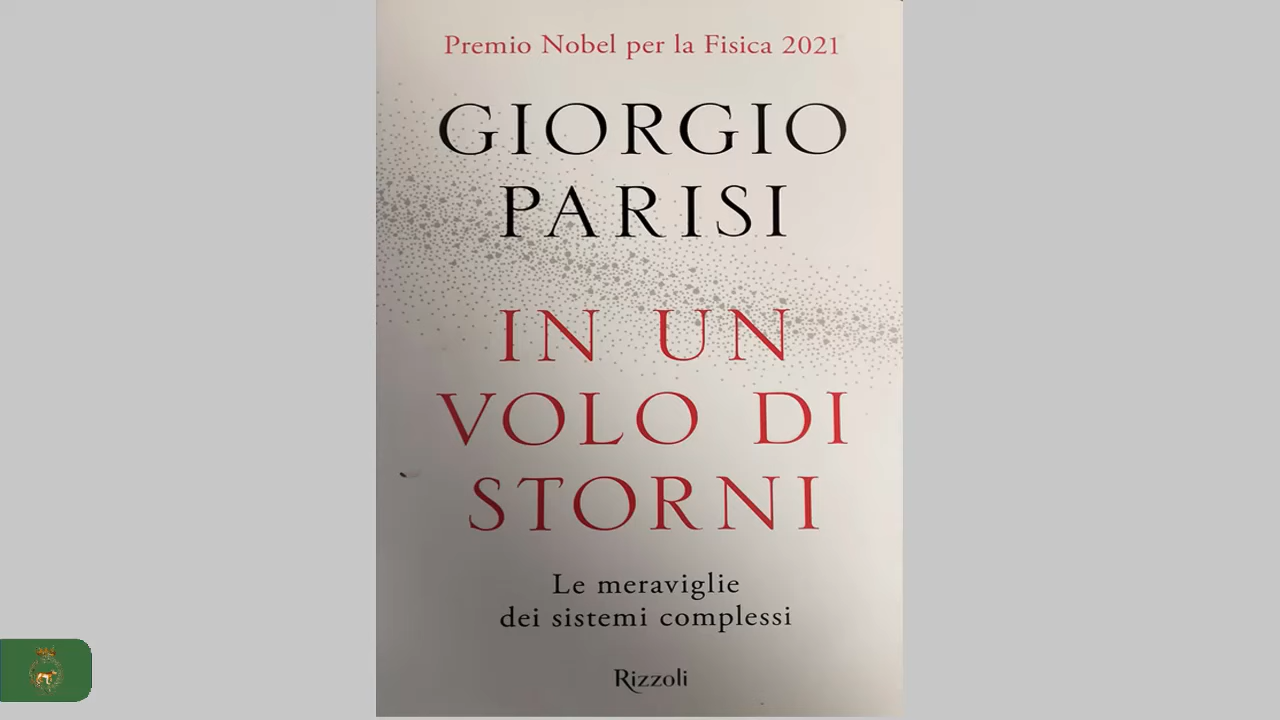 Premio Nobel per la Fisica 2021
GIORGIO
PARISI
IN UN
VOLO DI
STORNI
Le meraviglie
dei sistemi complessi
Rizzoli